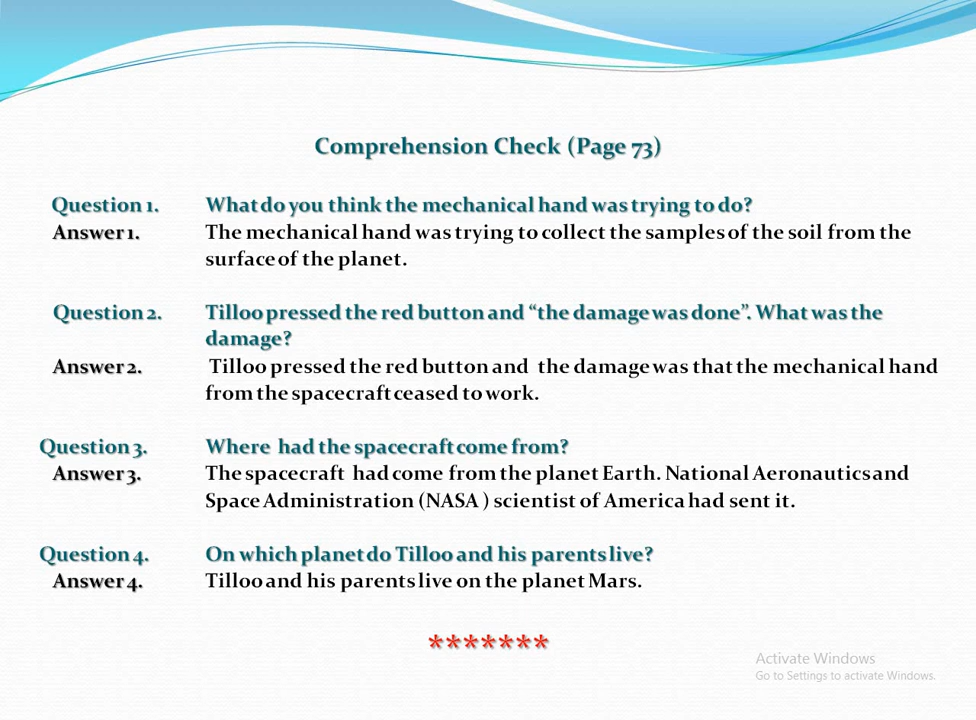 Comprehension Check (Page 73)
Question 1. What do you think the mechanical hand was trying to do?
Answer 1. The mechanical hand was trying to collect the samples of the soil from the
surface of the planet.
Question 2. Tilloo pressed the red button and “the damage was done”. What was the
damage?
Answer 2. Tilloo pressed the red button and the damage was that the mechanical hand
from the spacecraft ceased to work.
Question 3. Where had the spacecraft come from?
Answer 3. The spacecraft had come from the planet Earth. National Aeronautics and
Space Administration (NASA ) scientist of America had sent it.
Question 4. On which planet do Tilloo and his parents live?
Answer 4. Tilloo and his parents live on the planet Mars.
*******
Activate Windows
Go to Settings to activate Windows.